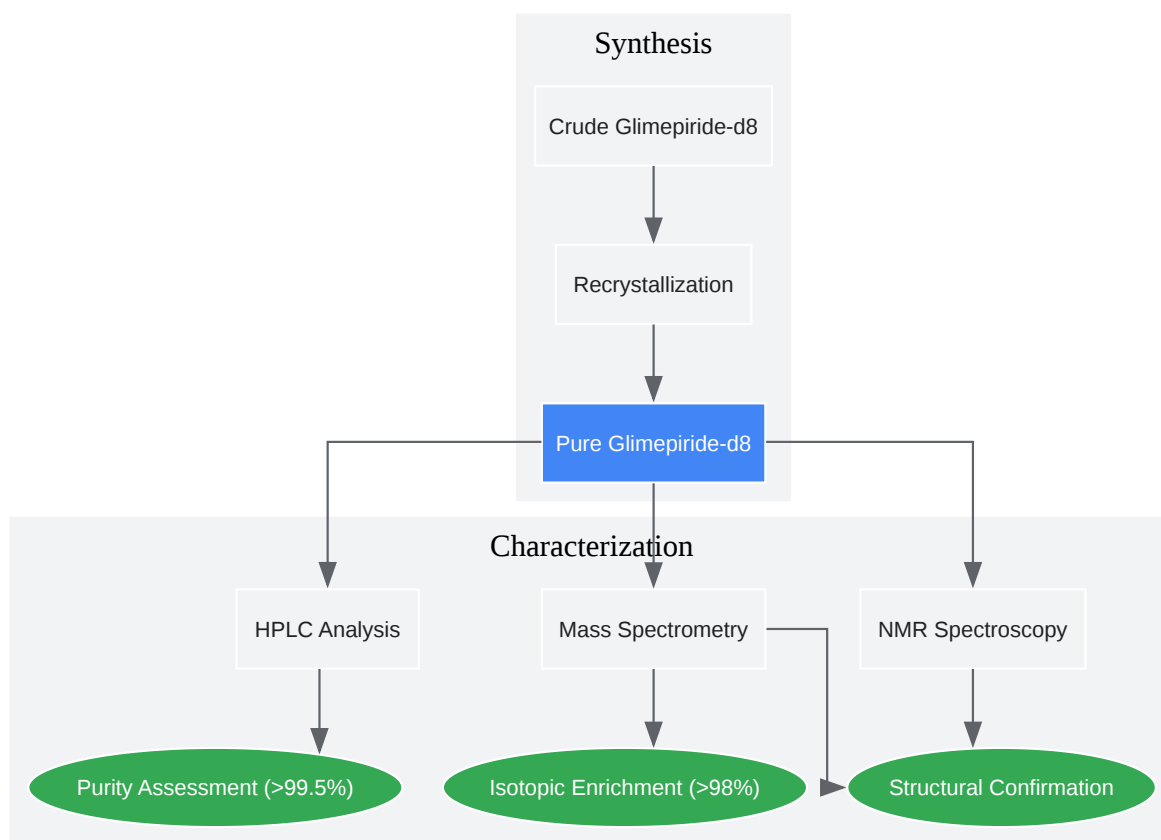 Synthesis
Crude Glimepiride-d8
Recrystallization
Pure Glimepiride-d8
Characterization
HPLC Analysis
Mass Spectrometry
NMR Spectroscopy
Purity Assessment (>99.5%)
Isotopic Enrichment (>98%)
Structural Confirmation